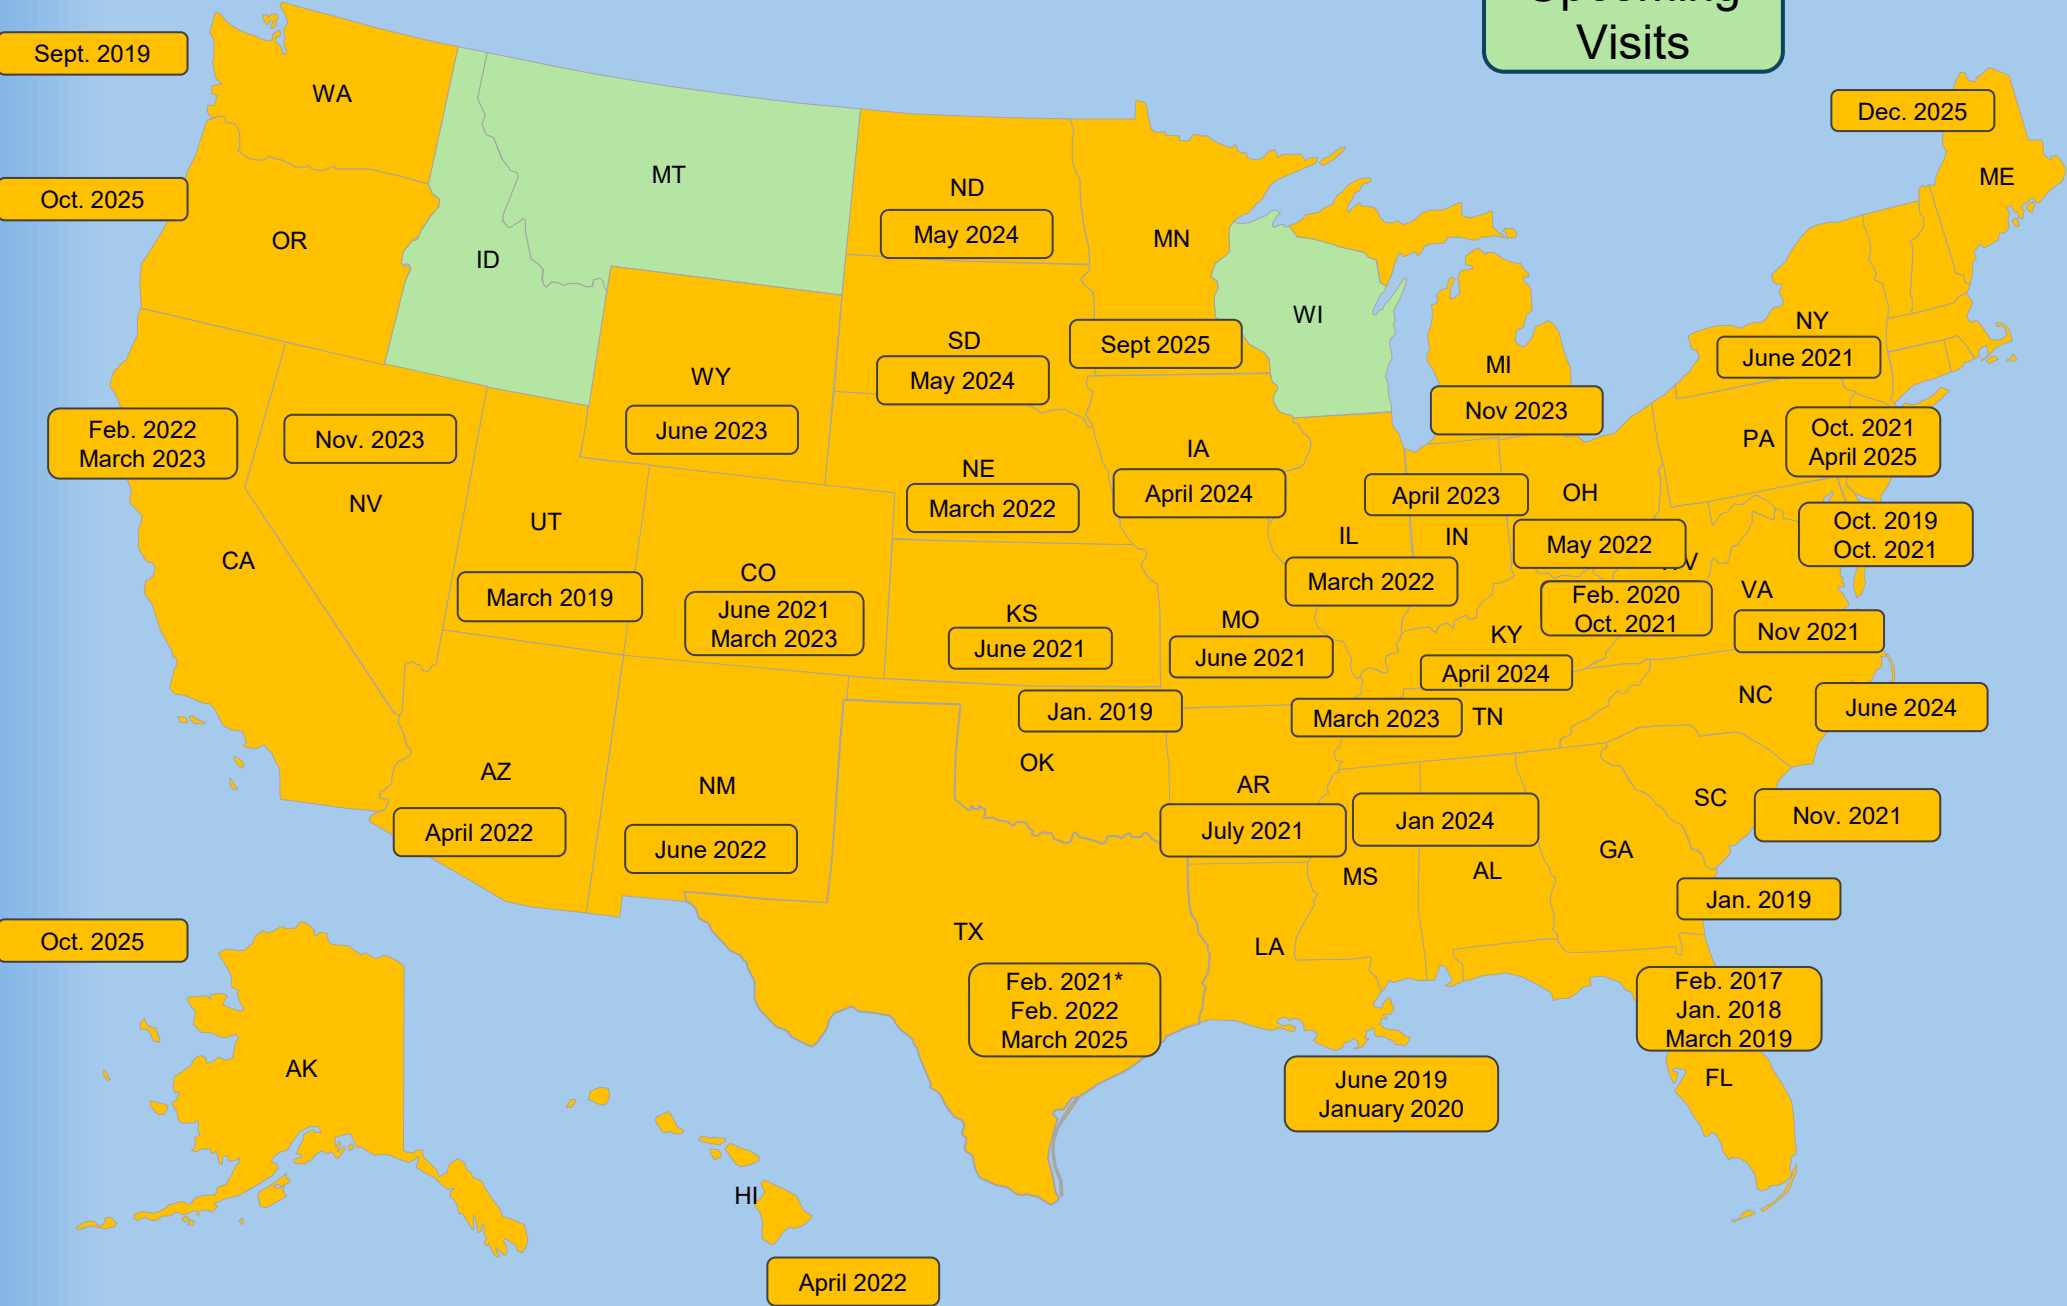 Upcoming
Visits
Sept. 2019
WA
Dec. 2025
ME
MT
ND
May 2024
MN
Oct. 2025
OR
ID
WI
NY
June 2021
SD
May 2024
Sept 2025
MI
Nov 2023
WY
June 2023
Feb. 2022
March 2023
Nov. 2023
NV
IA
April 2024
PA
Oct. 2021
April 2025
NE
March 2022
April 2023
OH
May 2022
Oct. 2019
Oct. 2021
UT
March 2019
CA
CO
June 2021
March 2023
IL
March 2022
IN
VA
Nov 2021
Feb. 2020
Oct. 2021
KS
June 2021
MO
June 2021
KY
April 2024
NC
June 2024
Jan. 2019
OK
March 2023
TN
AZ
April 2022
NM
June 2022
AR
July 2021
Jan 2024
MS
AL
GA
SC
Nov. 2021
Jan. 2019
Oct. 2025
AK
TX
Feb. 2021*
Feb. 2022
March 2025
LA
June 2019
January 2020
Feb. 2017
Jan. 2018
March 2019
FL
HI
April 2022